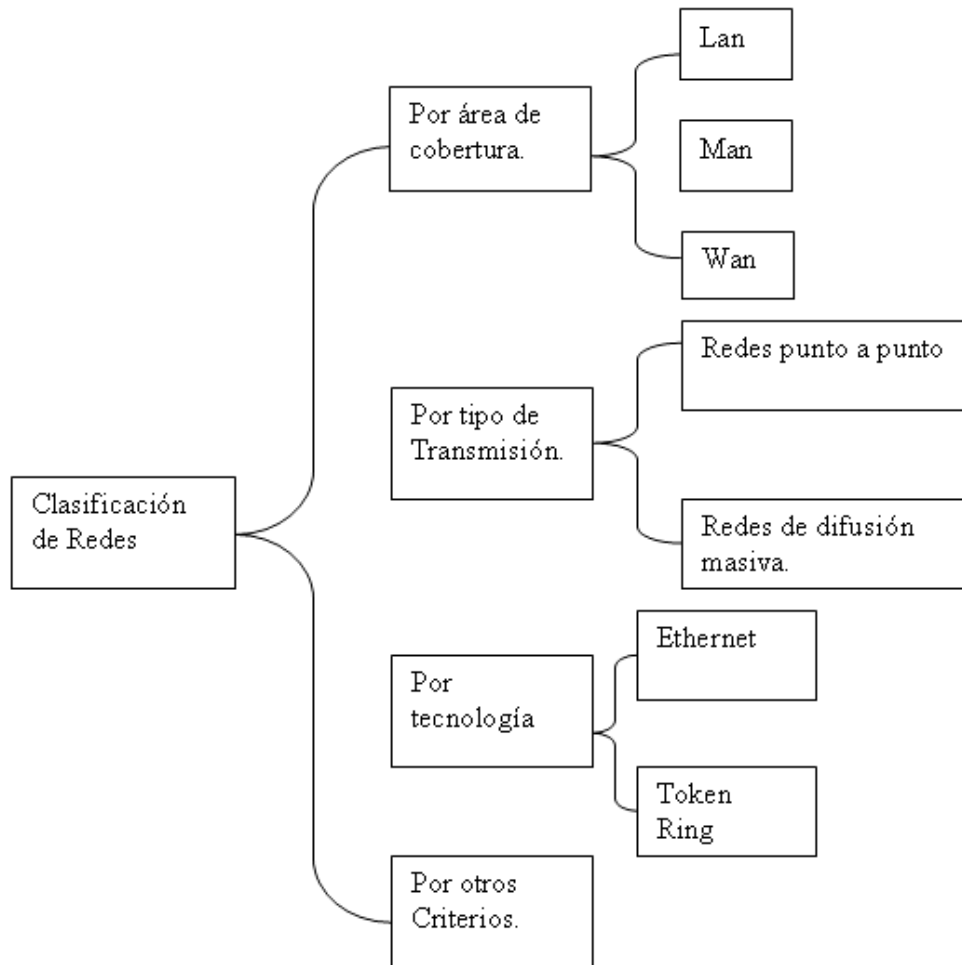 Clasificación
de Redes
Por área de
cobertura.
Lan
Man
Wan
Por tipo de
Transmisión.
Redes punto a punto
Redes de difusión
masiva.
Por
tecnología
Ethernet
Token
Ring
Por otros
Criterios.